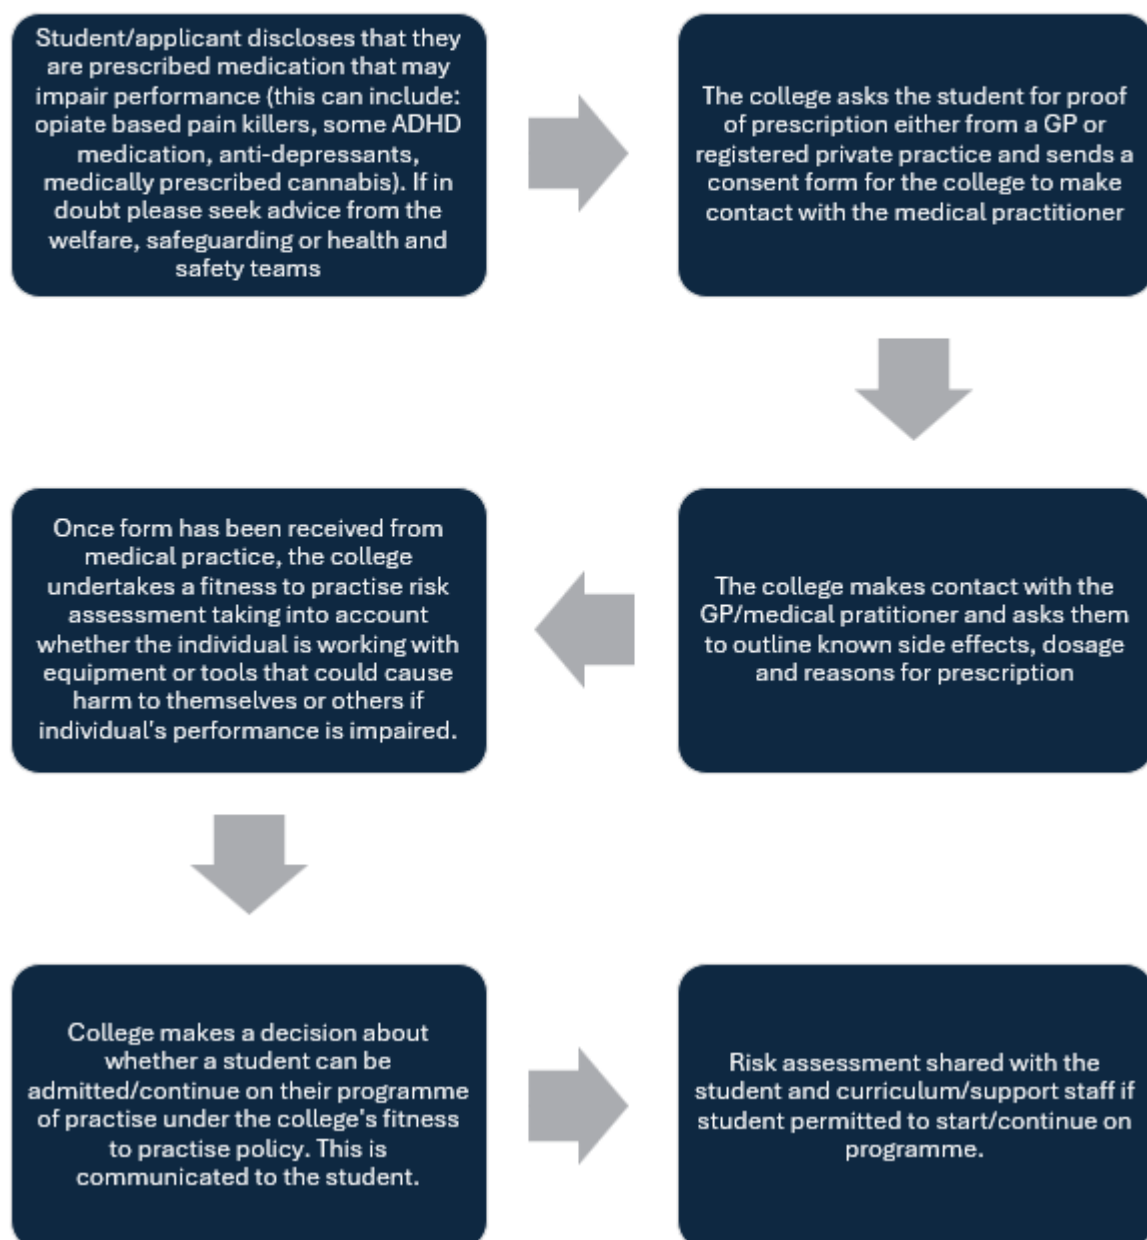 Student/applicant discloses that they
are prescribed medication that may
impair performance (this can include:
opiate based pain killers, some ADHD
medication, anti-depressants,
medically prescribed cannabis). If in
doubt please seek advice from the
welfare, safeguarding or health and
safety teams
The college asks the student for proof
of prescription either from a GP or
registered private practice and sends a
consent form for the college to make
contact with the medical practitioner
The college makes contact with the
GP/medical pratitioner and asks them
to outline known side effects, dosage
and reasons for prescription
Once form has been received from
medical practice, the college
undertakes a fitness to practise risk
assessment taking into account
whether the individual is working with
equipment or tools that could cause
harm to themselves or others if
individual's performance is impaired.
College makes a decision about
whether a student can be
admitted/continue on their programme
of practise under the college's fitness
to practise policy. This is
communicated to the student.
Risk assessment shared with the
student and curriculum/support staff if
student permitted to start/continue on
programme.